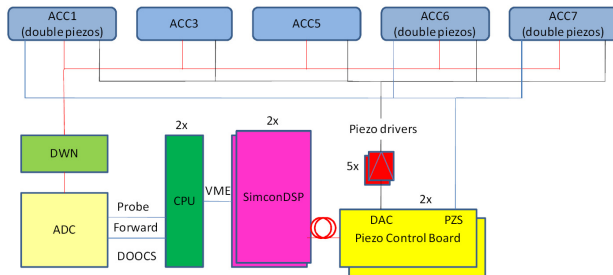 ACC1
(double piezos)
ACC3
ACC5
ACC6
(double piezos)
ACC7
(double piezos)
2x
2x
Piezo drivers
5x
2x
DWN
ADC
Probe
Forward
DOOCS
CPU
VME
SimconDSP
DAC
PZS
Piezo Control Board